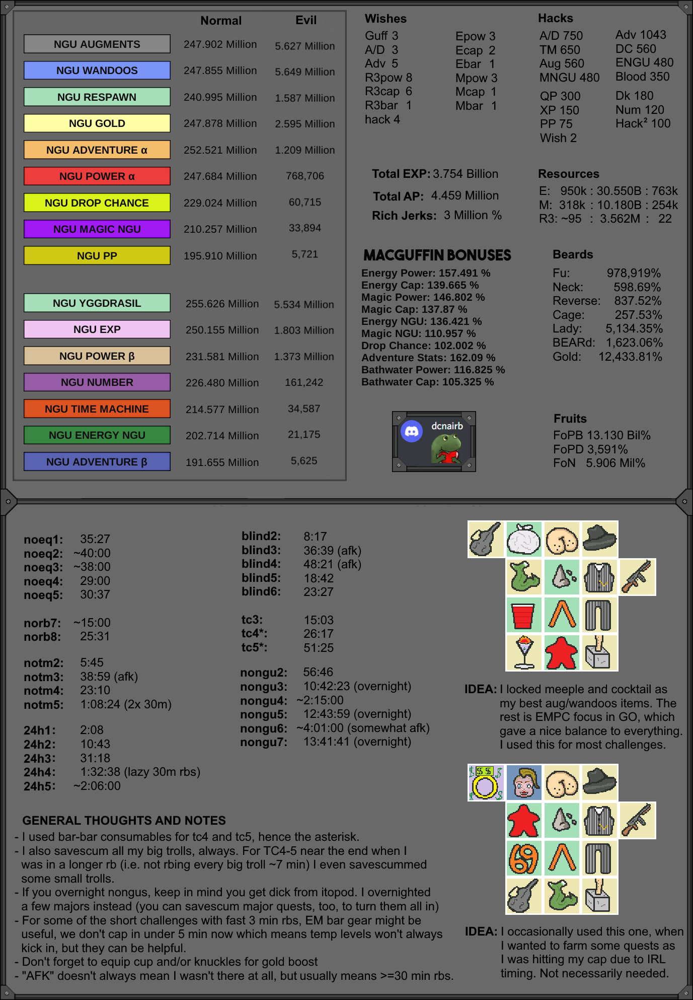 Normal Evil
NGU AUGMENTS 247.902 Million 5.627 Million
NGU WANDOOS 247.855 Million 5.649 Million
NGU RESPAWN 240.995 Million 1.587 Million
NGU GOLD 247.878 Million 2.595 Million
NGU ADVENTURE α 252.521 Million 1.209 Million
NGU POWER α 247.684 Million 768,706
NGU DROP CHANCE 229.024 Million 60,715
NGU MAGIC NGU 210.257 Million 33,894
NGU PP 195.910 Million 5,721
NGU YGGDRASIL 255.626 Million 5.534 Million
NGU EXP 250.155 Million 1.803 Million
NGU POWER β 231.581 Million 1.373 Million
NGU NUMBER 226.480 Million 161,242
NGU TIME MACHINE 214.577 Million 34,587
NGU ENERGY NGU 202.714 Million 21,175
NGU ADVENTURE β 191.655 Million 5,625
Wishes
Guff 3 Epow 3
A/D 3 Ecap 2
Adv 5 Ebar 1
R3pow 8 Mpow 3
R3cap 6 Mcap 1
R3bar 1 Mbar 1
hack 4
Hacks
A/D 750 Adv 1043
TM 650 DC 560
Aug 560 ENGU 480
MNGU 480 Blood 350
QP 300 Dk 180
XP 150 Num 120
PP 75 Hack² 100
Wish 2
Total EXP: 3.754 Billion
Total AP: 4.459 Million
Rich Jerks: 3 Million %
Resources
E: 950k : 30.550B : 763k
M: 318k : 10.180B : 254k
R3: ~95 : 3.562M : 22
MACGUFFIN BONUSES
Energy Power: 157.491 %
Energy Cap: 139.665 %
Magic Power: 146.802 %
Magic Cap: 137.87 %
Energy NGU: 136.421 %
Magic NGU: 110.957 %
Drop Chance: 102.002 %
Adventure Stats: 162.09 %
Bathwater Power: 116.825 %
Bathwater Cap: 105.325 %
Beards
Fu: 978,919%
Neck: 598.69%
Reverse: 837.52%
Cage: 257.53%
Lady: 5,134.35%
BEARd: 1,623.06%
Gold: 12,433.81%
dcnairb
Fruits
FoPB 13.130 Bil%
FoPD 3,591%
FoN 5.906 Mil%
noeq1: 35:27
noeq2: ~40:00
noeq3: ~38:00
noeq4: 29:00
noeq5: 30:37
norb7: ~15:00
norb8: 25:31
notm2: 5:45
notm3: 38:59 (afk)
notm4: 23:10
notm5: 1:08:24 (2x 30m)
24h1: 2:08
24h2: 10:43
24h3: 31:18
24h4: 1:32:38 (lazy 30m rbs)
24h5: ~2:06:00
blind2: 8:17
blind3: 36:39 (afk)
blind4: 48:21 (afk)
blind5: 18:42
blind6: 23:27
tc3: 15:03
tc4*: 26:17
tc5*: 51:25
nongu2: 56:46
nongu3: 10:42:23 (overnight)
nongu4: ~2:15:00
nongu5: 12:43:59 (overnight)
nongu6: ~4:01:00 (somewhat afk)
nongu7: 13:41:41 (overnight)
IDEA: I locked meeple and cocktail as
my best aug/wandoos items. The
rest is EMPC focus in GO, which
gave a nice balance to everything.
I used this for most challenges.
$ $$ $
69
IDEA: I occasionally used this one, when
I wanted to farm some quests as
I was hitting my cap due to IRL
timing. Not necessarily needed.
GENERAL THOUGHTS AND NOTES
- I used bar-bar consumables for tc4 and tc5, hence the asterisk.
- I also savescum all my big trolls, always. For TC4-5 near the end when I
was in a longer rb (i.e. not rbing every big troll ~7 min) I even savescummed
some small trolls.
- If you overnight nongus, keep in mind you get dick from itopod. I overnighted
a few majors instead (you can savescum major quests, too, to turn them all in)
- For some of the short challenges with fast 3 min rbs, EM bar gear might be
useful, we don't cap in under 5 min now which means temp levels won't always
kick in, but they can be helpful.
- Don't forget to equip cup and/or knuckles for gold boost
- "AFK" doesn't always mean I wasn't there at all, but usually means >=30 min rbs.